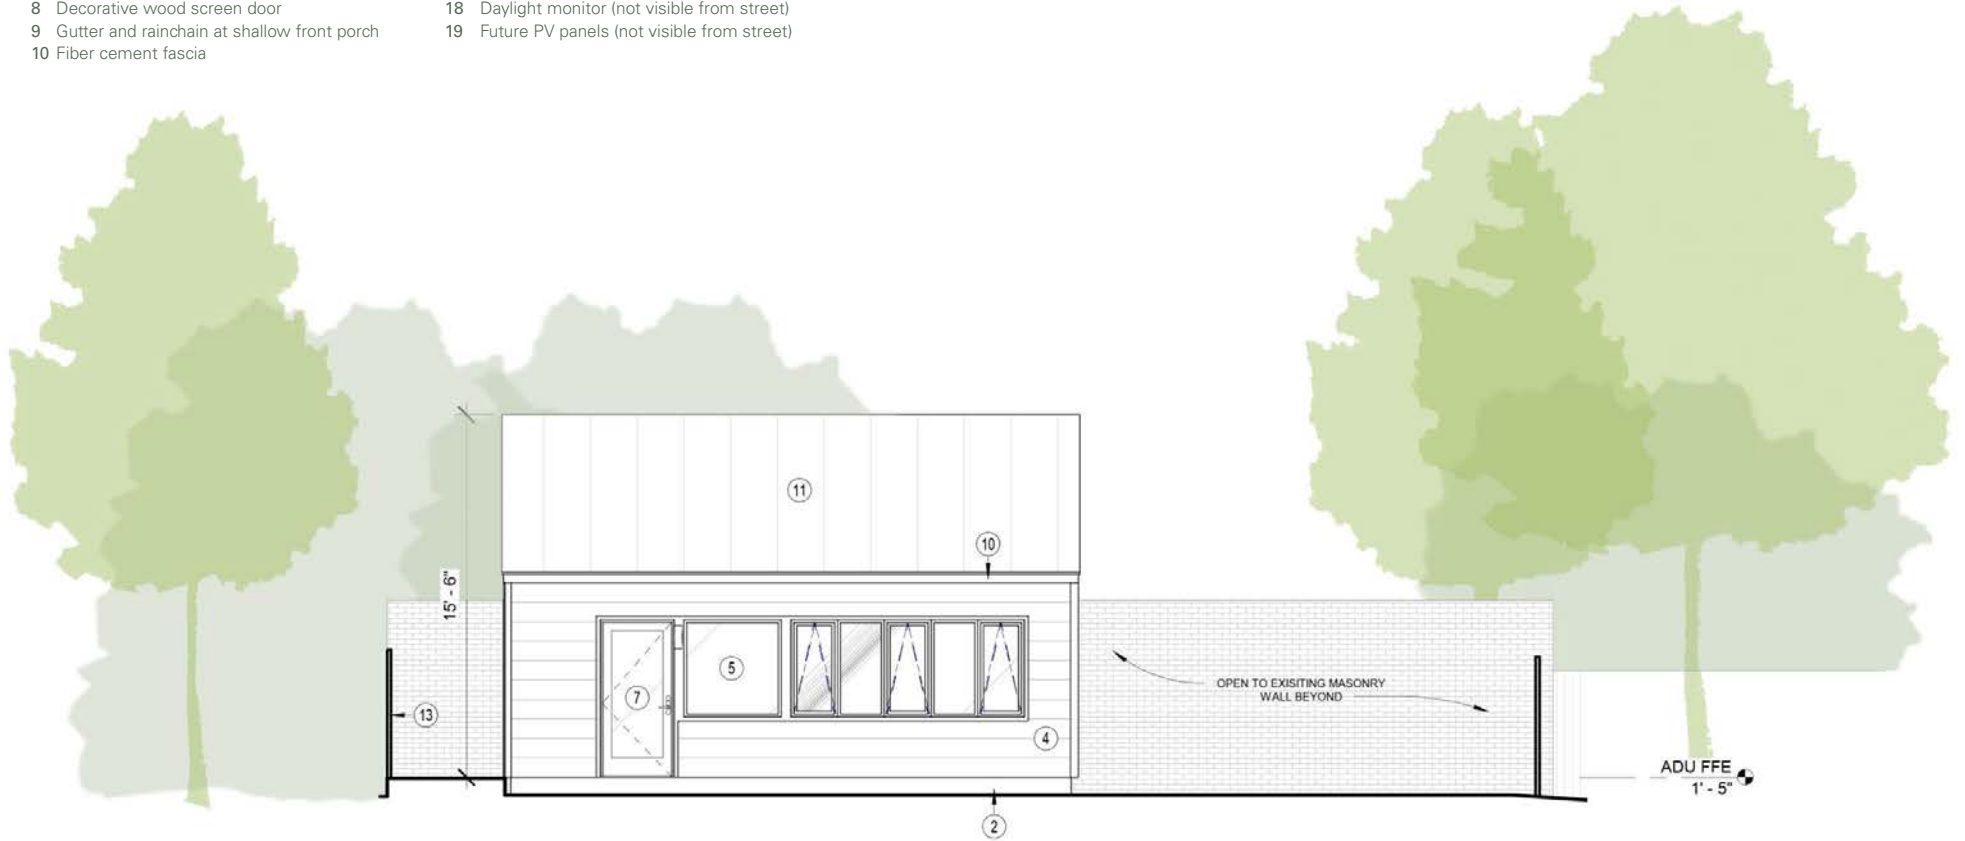 8 Decorative wood screen door
9 Gutter and rainchain at shallow front porch
10 Fiber cement fascia
18 Daylight monitor (not visible from street)
19 Future PV panels (not visible from street)
11
10
15' - 6"
5
7
13
4
OPEN TO EXISITING MASONRY
WALL BEYOND
ADU FFE
1' - 5"
2